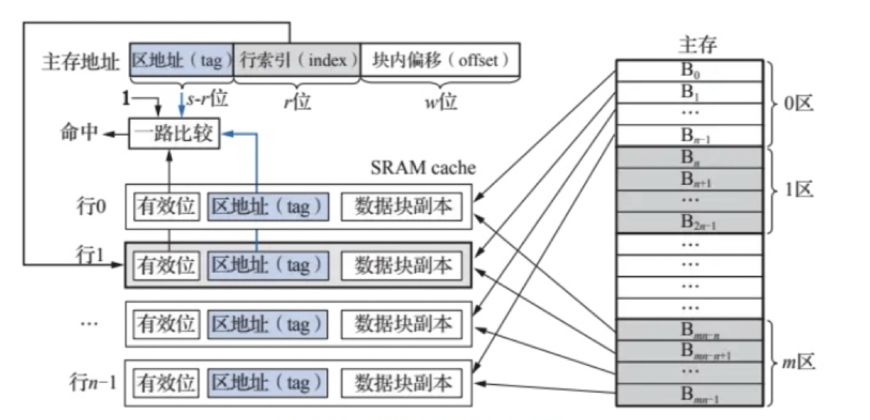 主存地址 区地址（tag） 行索引（index） 块内偏移（offset）
s-r位 r位 w位
1
命中 一路比较
SRAM cache
行0 有效位 区地址（tag） 数据块副本
行1 有效位 区地址（tag） 数据块副本
… 有效位 区地址（tag） 数据块副本
行n-1 有效位 区地址（tag） 数据块副本
主存
B0
B1
…
Bn-1
0区
Bn
Bn+1
…
B2n-1
1区
…
…
…
…
Bmn-n
Bmn-n+1
…
Bmn-1
m区